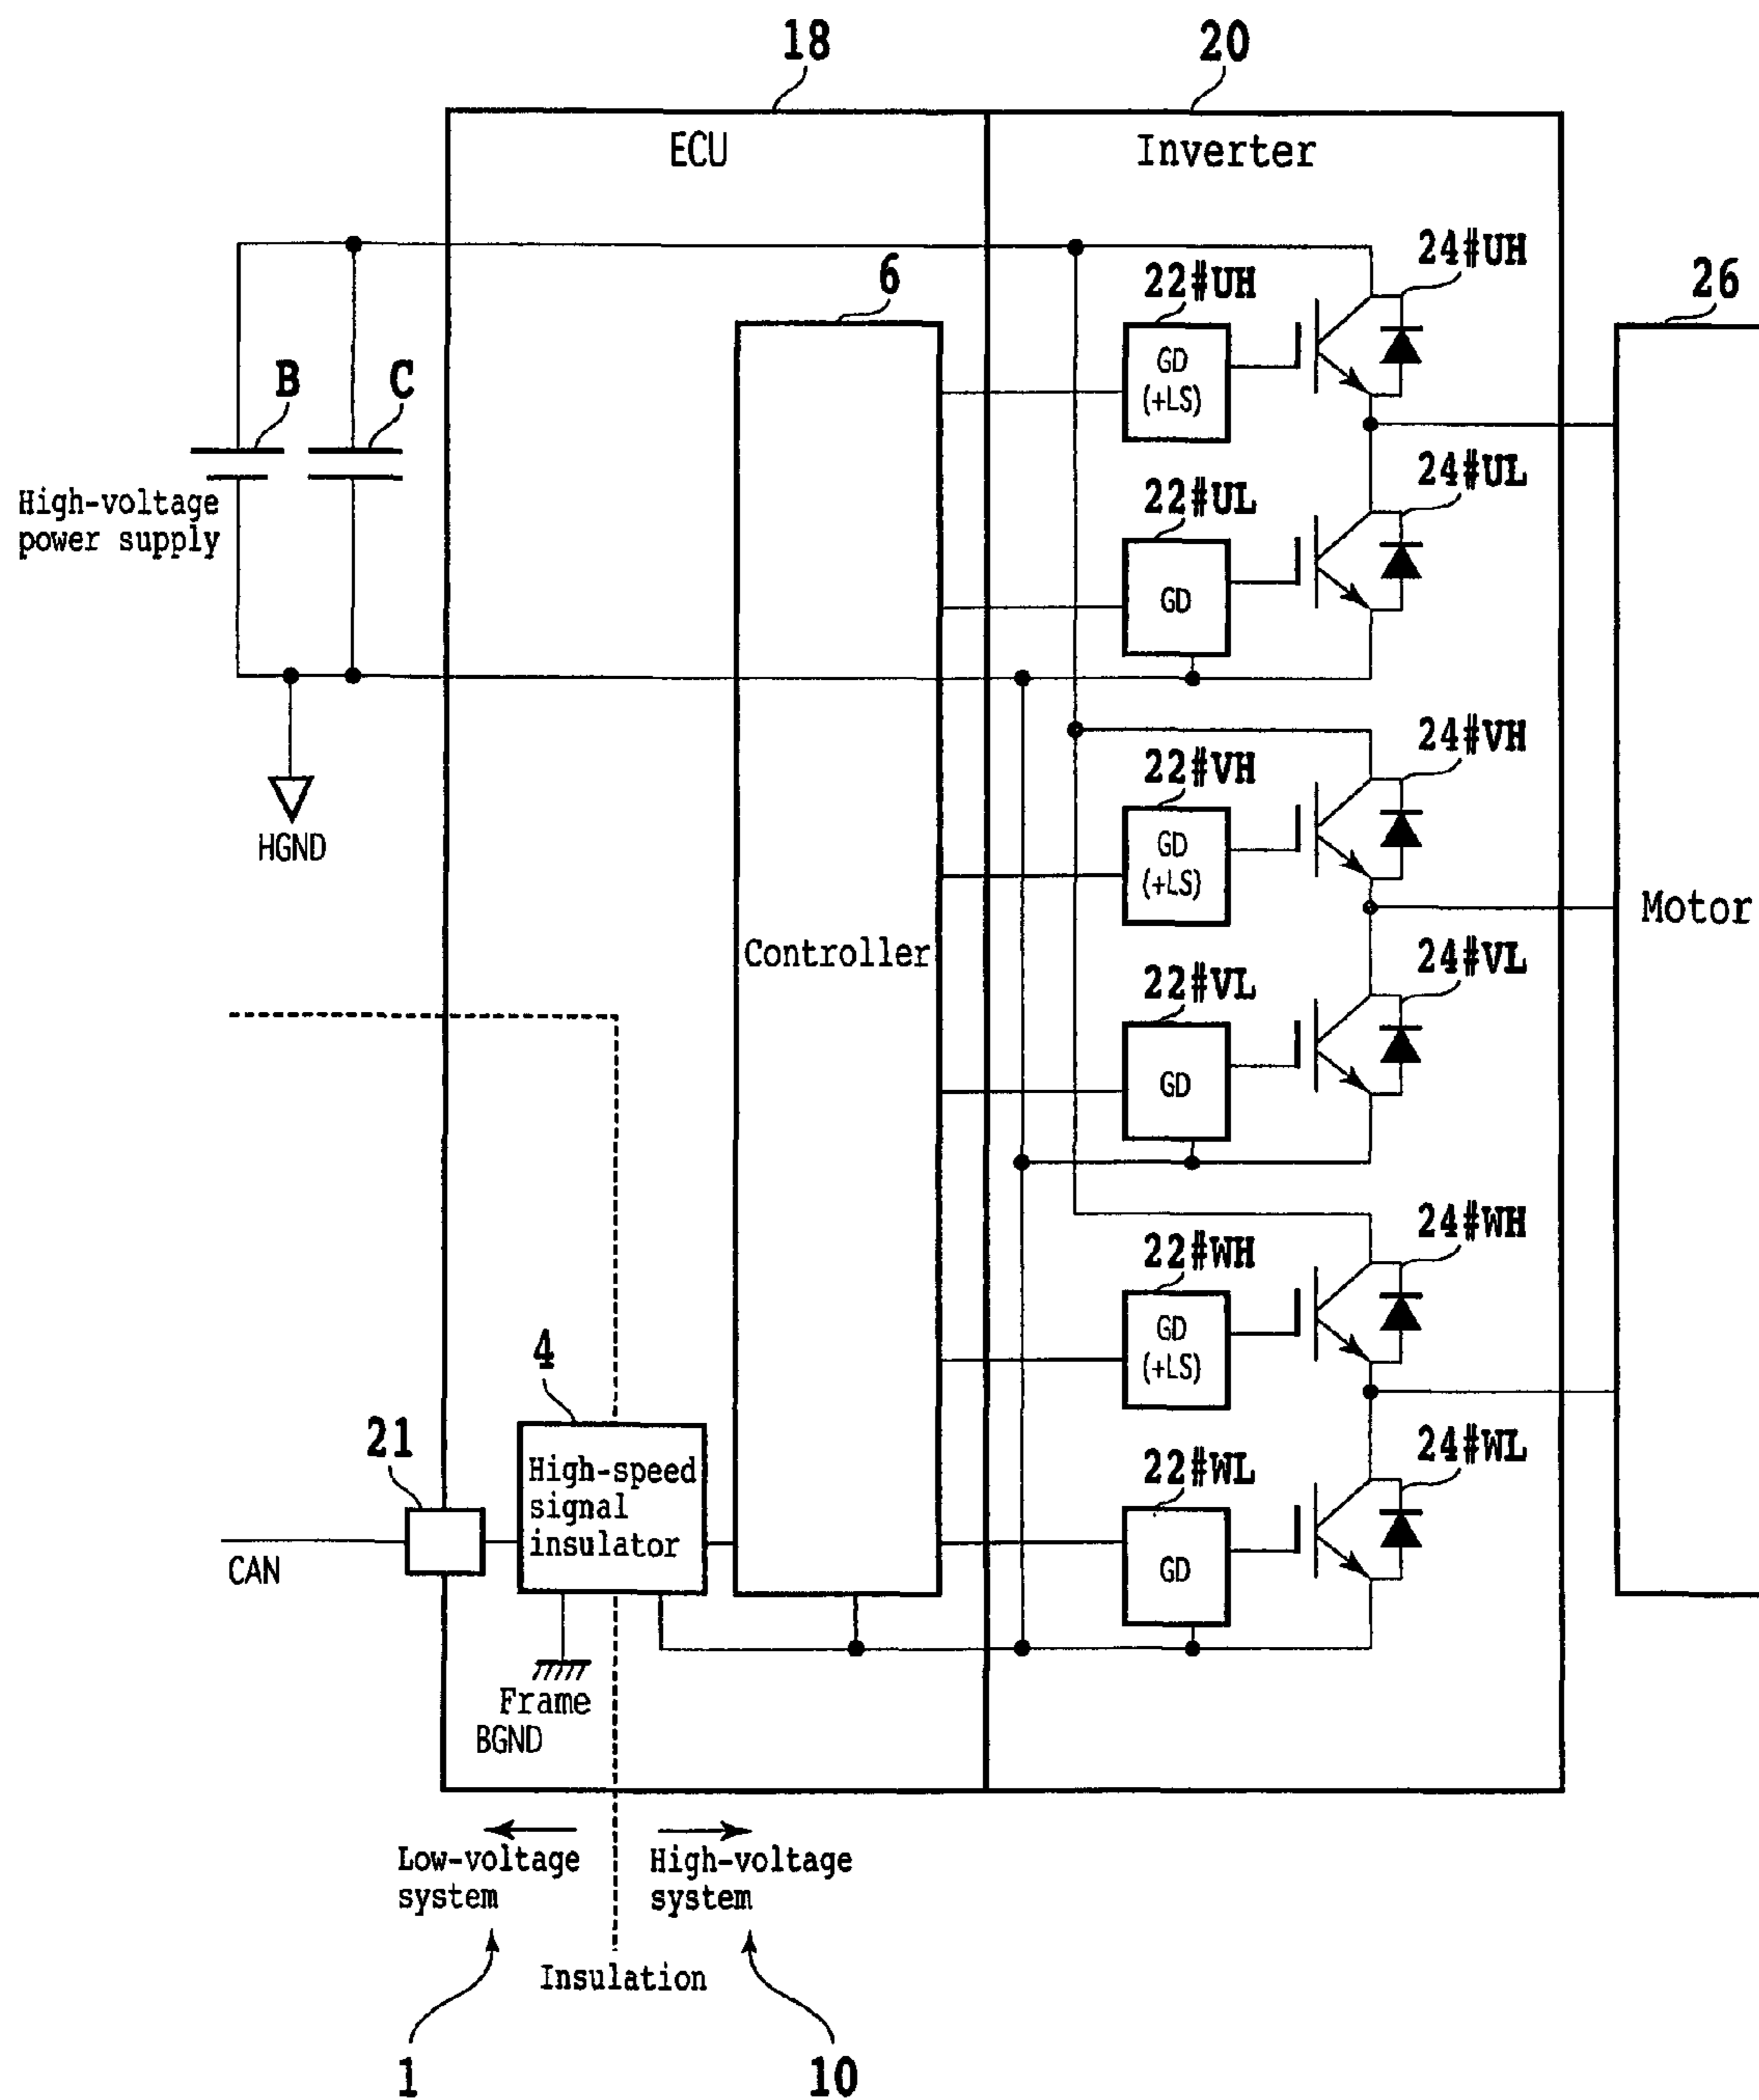 18
20
ECU
Inverter
6
22#UH
24#UH
26
B
C
GD
(+LS)
High-voltage
power supply
22#UL
24#UL
GD
HGND
22#VH
24#VH
GD
(+LS)
Controller
Motor
22#VL
24#VL
GD
22#WH
24#WH
GD
(+LS)
4
21
High-speed
signal
insulator
22#WL
24#WL
GD
CAN
Frame
BGND
Low-voltage
system
High-voltage
system
Insulation
1
10